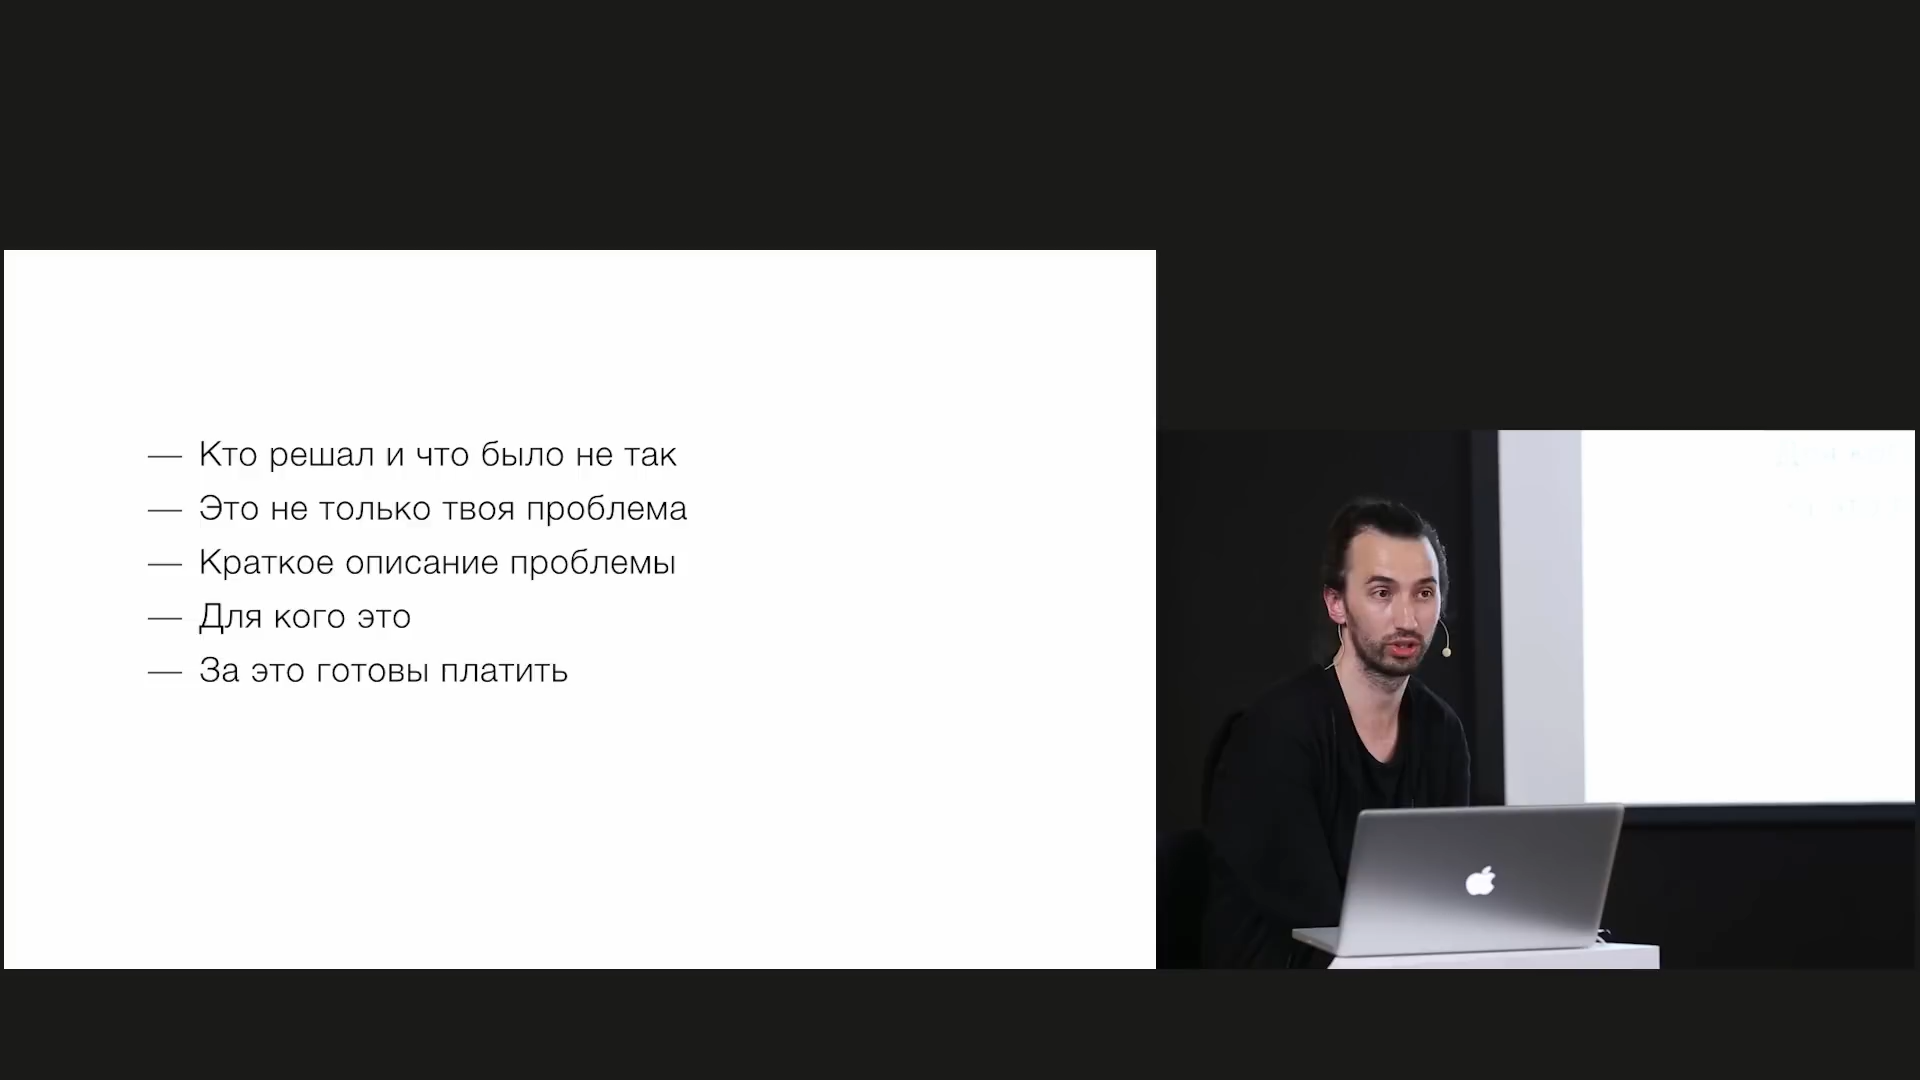 — Кто решал и что было не так
— Это не только твоя проблема
— Краткое описание проблемы
— Для кого это
— За это готовы платить